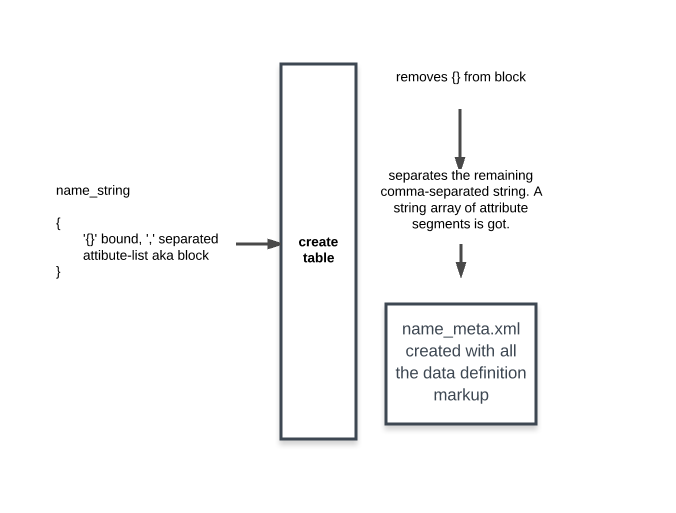 name_string
{
'{}' bound, ',' separated
attibute-list aka block
}
create
table
removes {} from block
separates the remaining
comma-separated string. A
string array of attribute
segments is got.
name_meta.xml
created with all
the data definition
markup